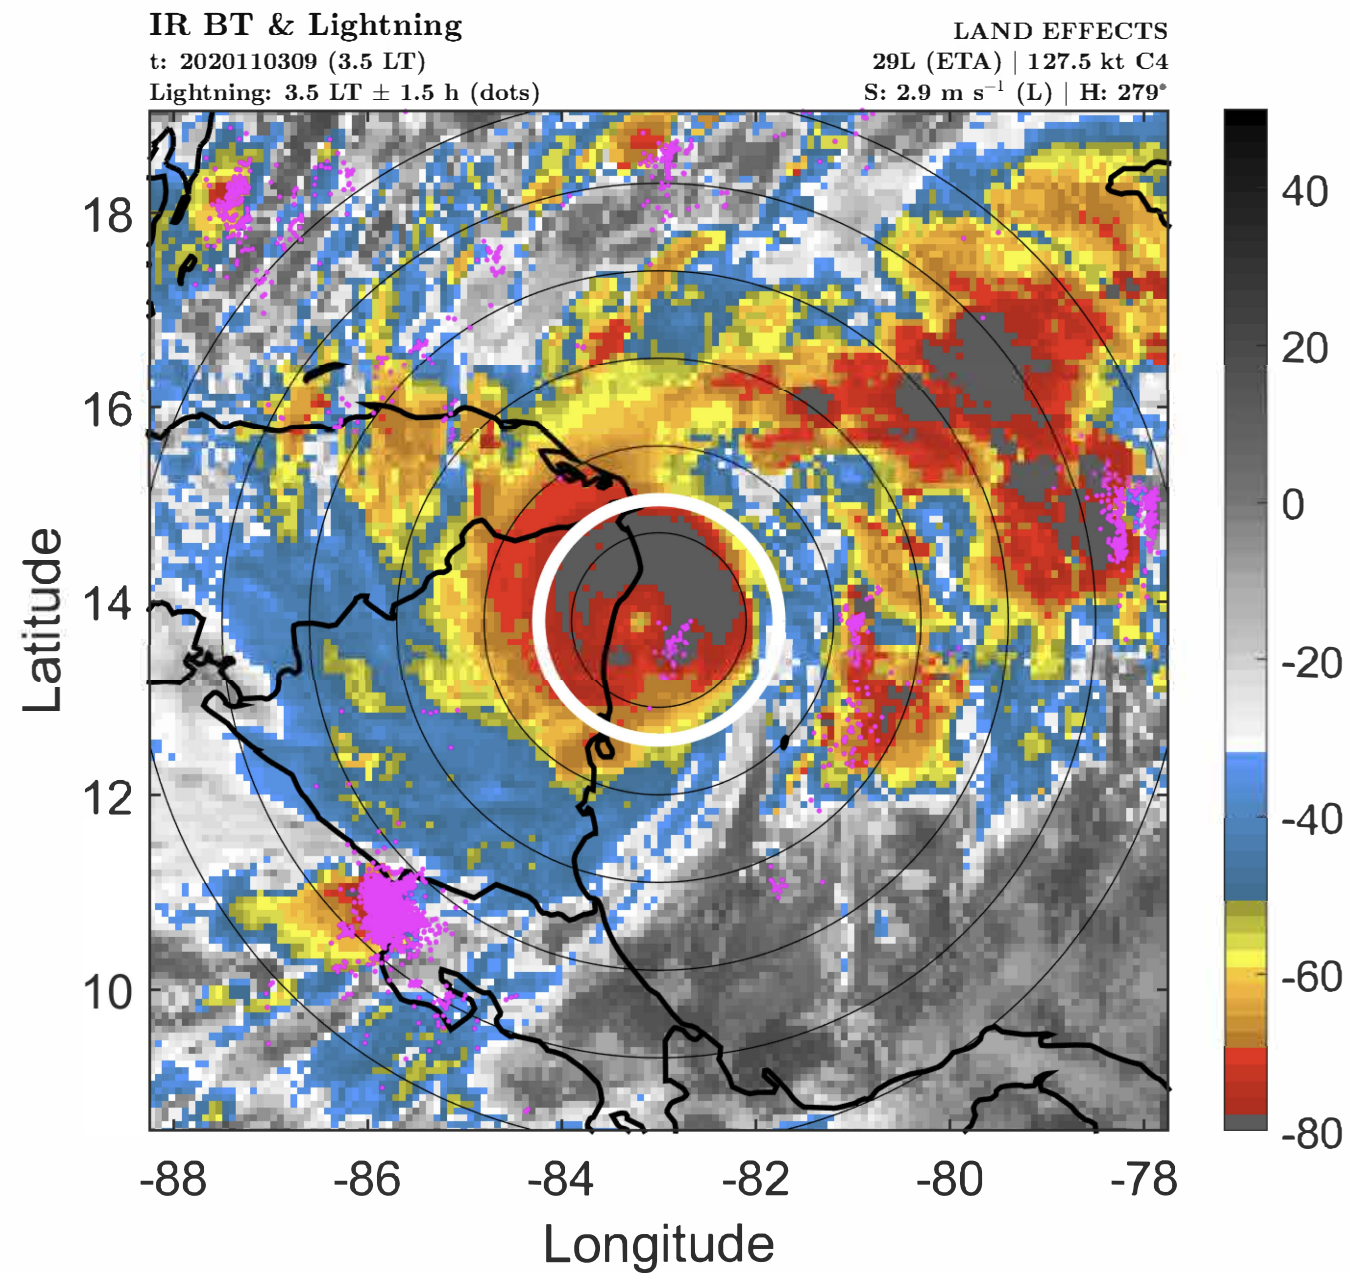 IR BT & Lightning
t: 2020110309 (3.5 LT)
Lightning: 3.5 LT ± 1.5 h (dots)
LAND EFFECTS
29L (ETA) | 127.5 kt C4
S: 2.9 m s⁻¹ (L) | H: 279°
18
16
14
12
10
Latitude
-88 -86 -84 -82 -80 -78
Longitude
40
20
0
-20
-40
-60
-80